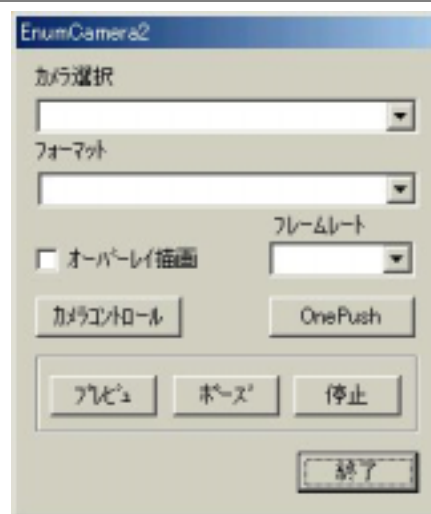 EnumCamera2
ｶﾒﾗ選択
ﾌｫｰﾏｯﾄ
ﾌﾚｰﾑﾚｰﾄ
ｵｰﾊﾞｰﾚｲ描画
ｶﾒﾗｺﾝﾄﾛｰﾙ
OnePush
ﾌﾟﾚﾋﾞｭ
ﾎﾟｰｽﾞ
停止
終了